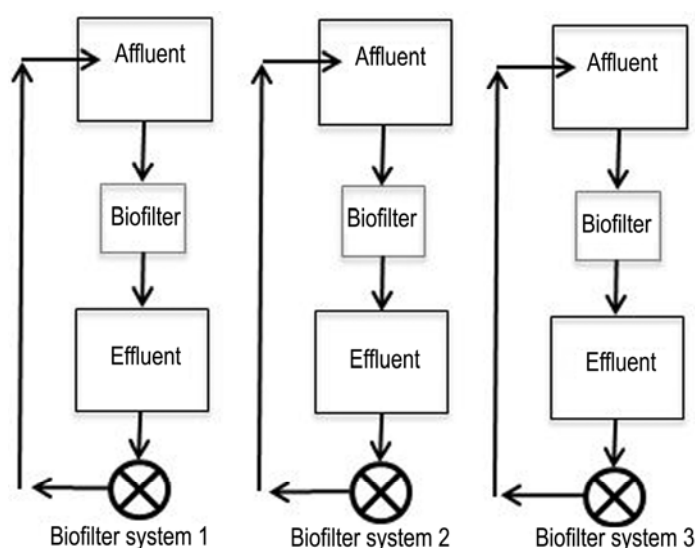 Affluent
Biofilter
Effluent
Biofilter system 1
Affluent
Biofilter
Effluent
Biofilter system 2
Affluent
Biofilter
Effluent
Biofilter system 3